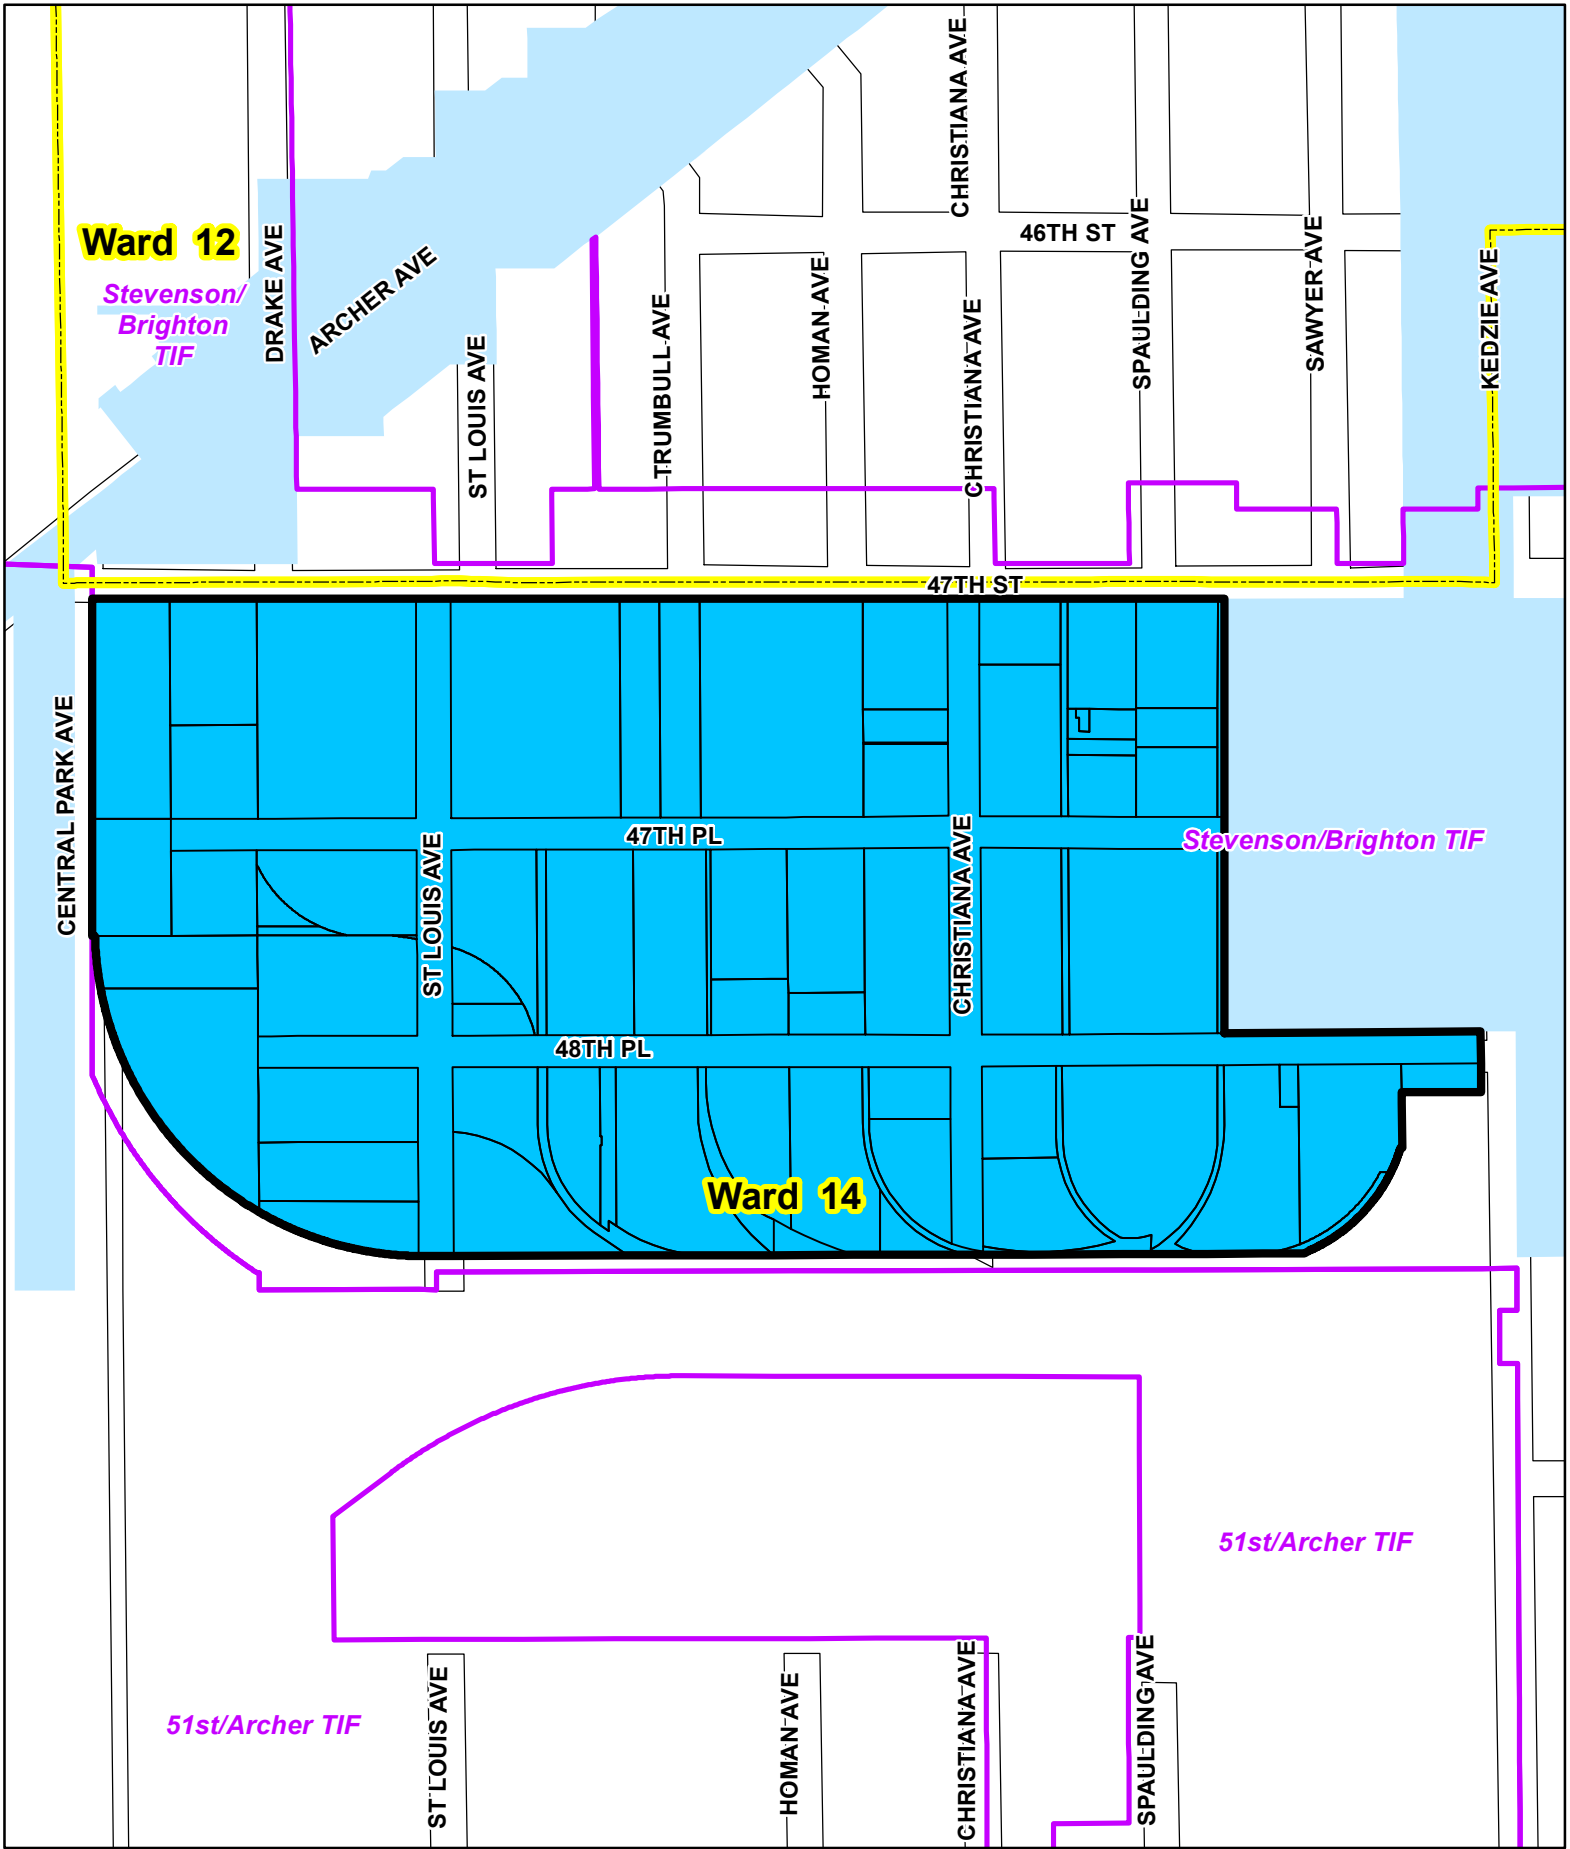 CHRISTIANA AVE
Ward 12
46TH ST
Stevenson/
Brighton
TIF
DRAKE AVE
ARCHER AVE
ST LOUIS AVE
TRUMBULL AVE
HOMAN AVE
CHRISTIANA AVE
SPAULDING AVE
SAWYER AVE
KEDZIE AVE
47TH ST
CENTRAL PARK AVE
47TH PL
Stevenson/Brighton TIF
ST LOUIS AVE
CHRISTIANA AVE
48TH PL
Ward 14
51st/Archer TIF
51st/Archer TIF
ST LOUIS AVE
HOMAN AVE
CHRISTIANA AVE
SPAULDING AVE